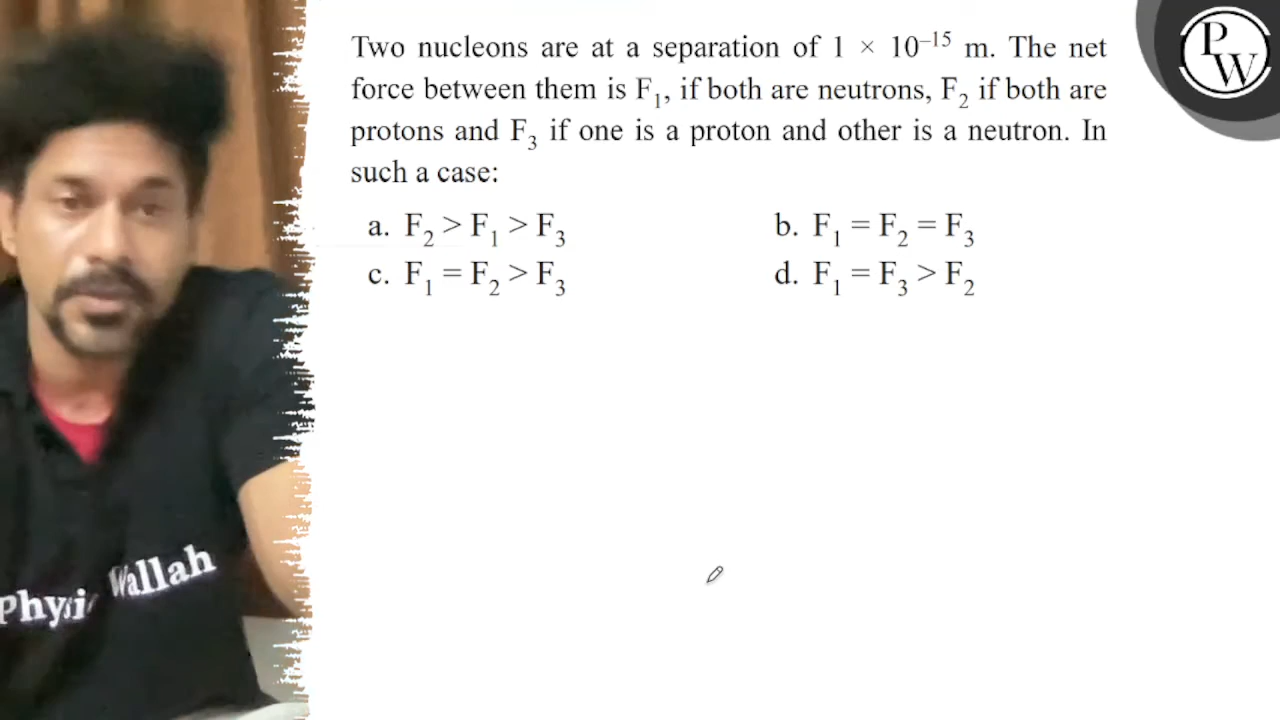 Two nucleons are at a separation of 1 × 10⁻¹⁵ m. The net
force between them is F₁, if both are neutrons, F₂ if both are
protons and F₃ if one is a proton and other is a neutron. In
such a case:
a. F₂ > F₁ > F₃ b. F₁ = F₂ = F₃
c. F₁ = F₂ > F₃ d. F₁ = F₃ > F₂
P
W
Physi Wallah